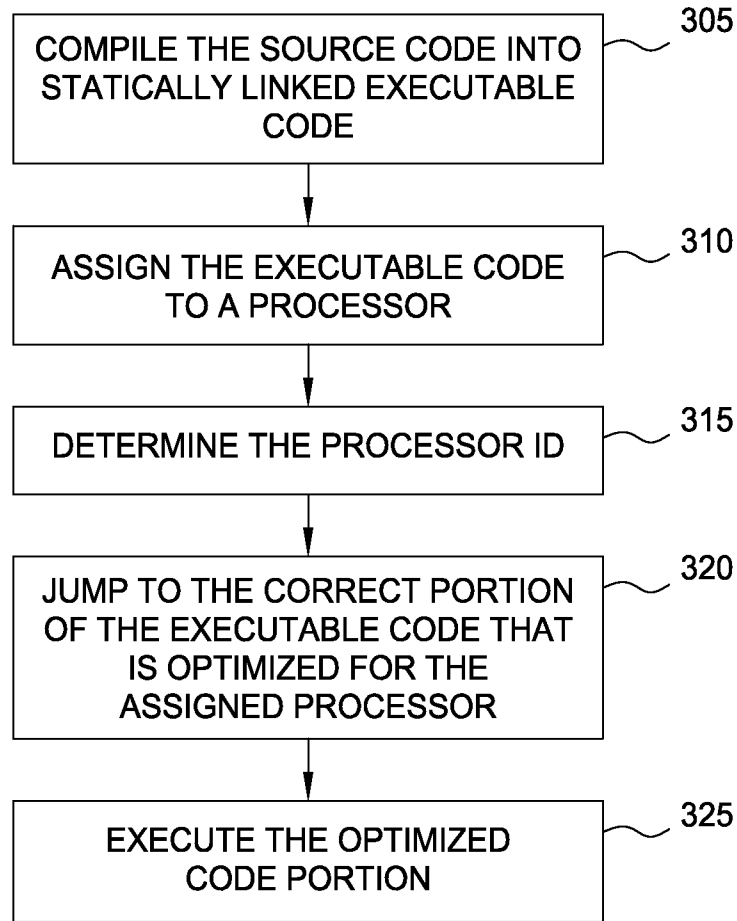 305
COMPILE THE SOURCE CODE INTO
STATICALLY LINKED EXECUTABLE
CODE
310
ASSIGN THE EXECUTABLE CODE
TO A PROCESSOR
315
DETERMINE THE PROCESSOR ID
320
JUMP TO THE CORRECT PORTION
OF THE EXECUTABLE CODE THAT
IS OPTIMIZED FOR THE
ASSIGNED PROCESSOR
325
EXECUTE THE OPTIMIZED
CODE PORTION